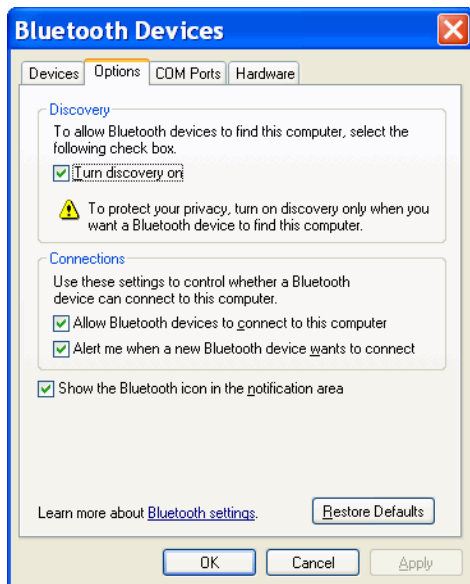 Bluetooth Devices
Devices Options COM Ports Hardware
Discovery
To allow Bluetooth devices to find this computer, select the
following check box.
Turn discovery on
To protect your privacy, turn on discovery only when you
want a Bluetooth device to find this computer.
Connections
Use these settings to control whether a Bluetooth
device can connect to this computer.
Allow Bluetooth devices to connect to this computer
Alert me when a new Bluetooth device wants to connect
Show the Bluetooth icon in the notification area
Learn more about Bluetooth settings. Restore Defaults
OK Cancel Apply